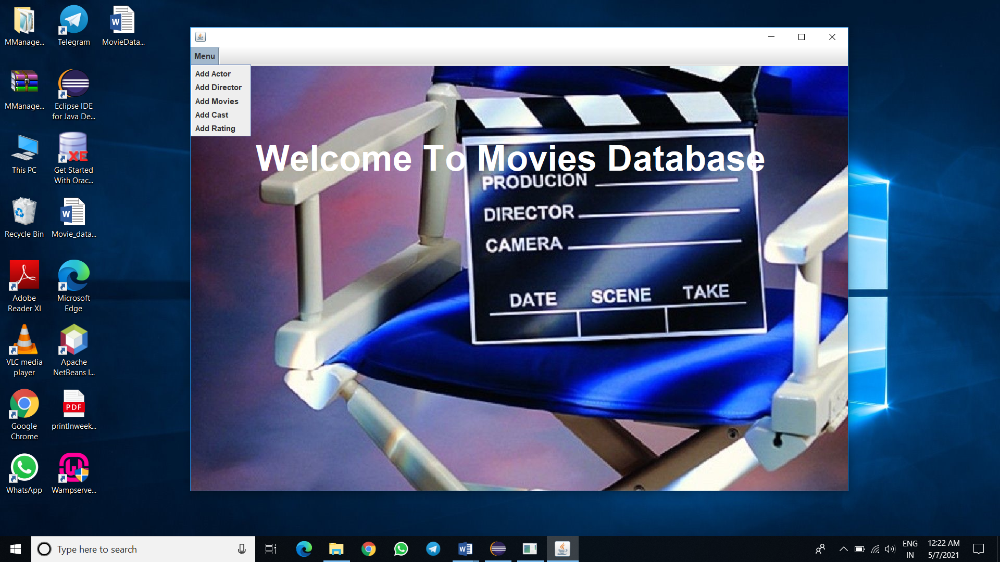 MManage...
Telegram
MovieData...
MManage...
Eclipse IDE
for Java De...
This PC
XE
Get Started
With Orac...
Recycle Bin
W
Movie_data...
Adobe
Reader XI
Microsoft
Edge
VLC media
player
Apache
NetBeans I...
Google
Chrome
PDF
printlnweek...
WhatsApp
Wampserve...
Menu
Add Actor
Add Director
Add Movies
Add Cast
Add Rating
Welcome To Movies Database
PRODUCION
DIRECTOR
CAMERA
DATE SCENE TAKE
Type here to search
ENG
IN
12:22 AM
5/7/2021